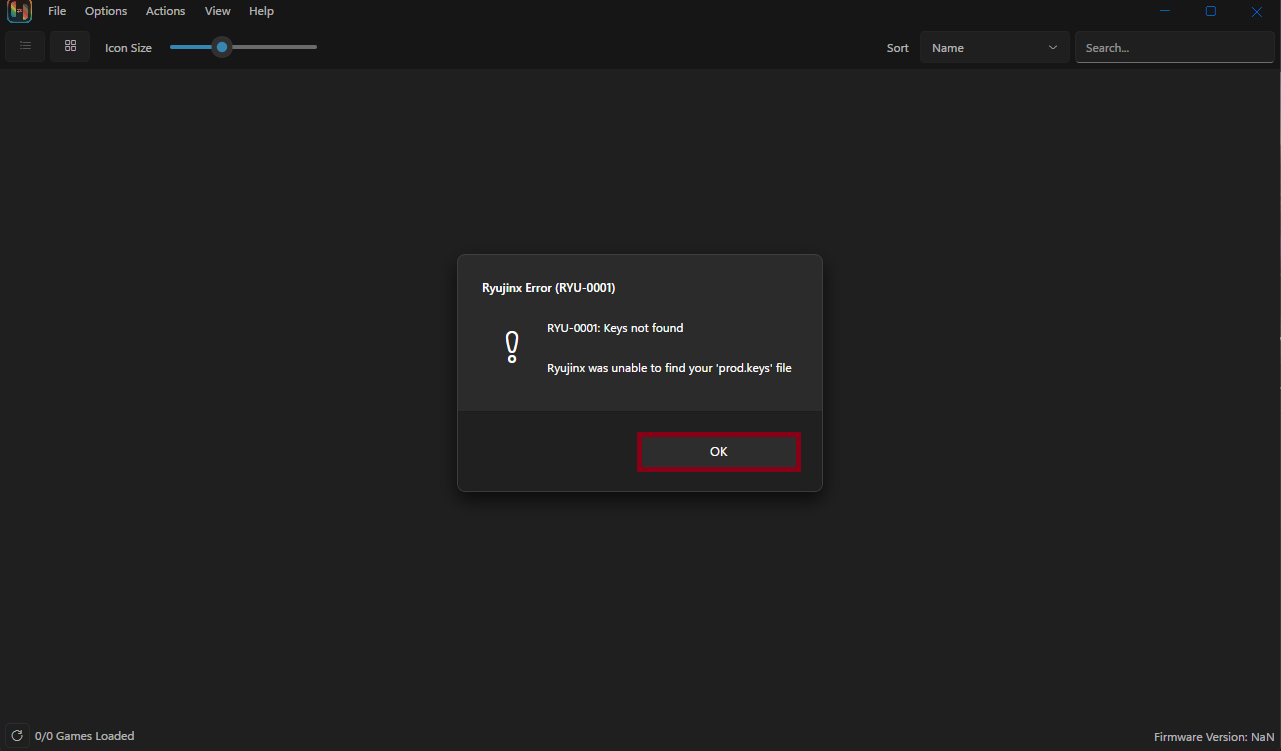 File Options Actions View Help
Icon Size Sort Name Search...
Ryujinx Error (RYU-0001)
RYU-0001: Keys not found
Ryujinx was unable to find your 'prod.keys' file
OK
0/0 Games Loaded Firmware Version: NaN